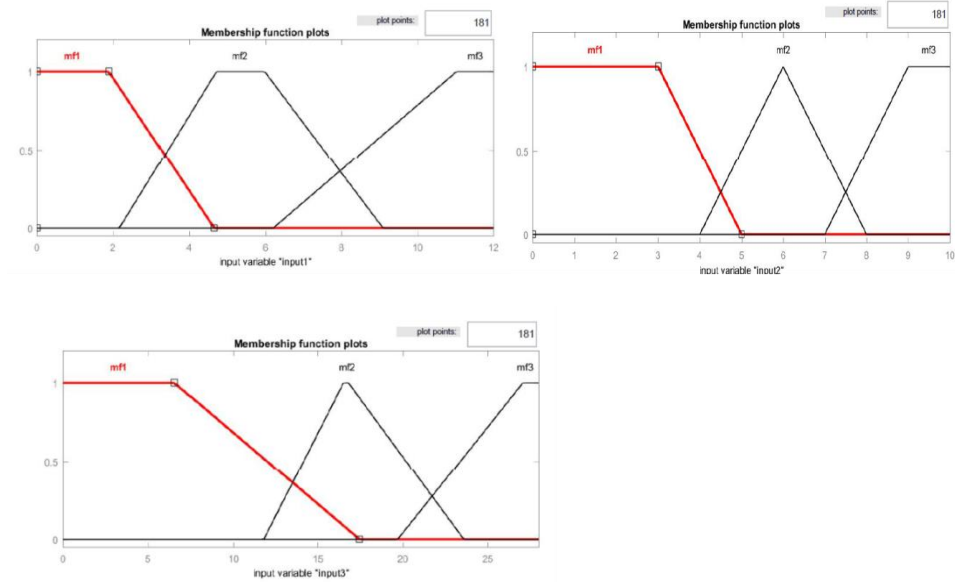 plot points: 181
Membership function plots
mf1 mf2 mf3
1
0.5
0
0 2 4 6 8 10 12
input variable "input1"
plot points: 181
Membership function plots
mf1 mf2 mf3
1
0.5
0
0 1 2 3 4 5 6 7 8 9 10
input variable "input2"
plot points: 181
Membership function plots
mf1 mf2 mf3
1
0.5
0
0 5 10 15 20 25
input variable "input3"